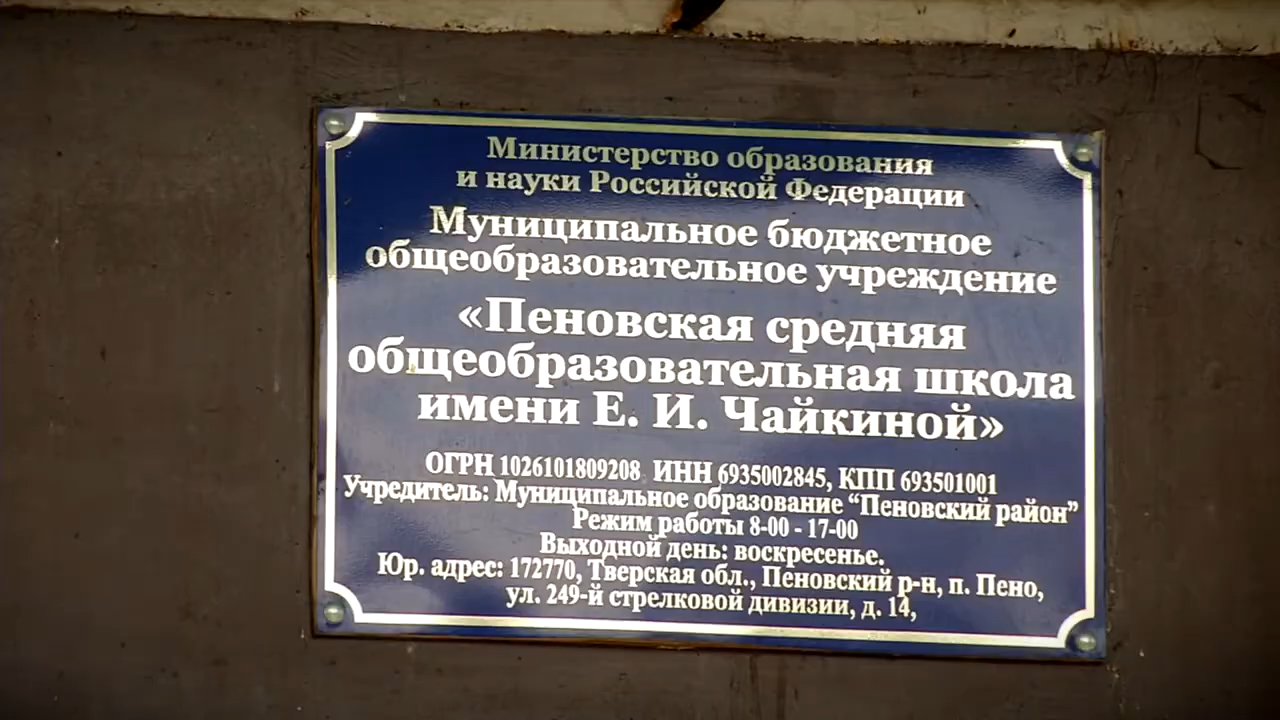 Министерство образования
и науки Российской Федерации
Муниципальное бюджетное
общеобразовательное учреждение
«Пеновская средняя
общеобразовательная школа
имени Е. И. Чайкиной»
ОГРН 1026101809208 ИНН 6935002845, КПП 693501001
Учредитель: Муниципальное образование “Пеновский район”
Режим работы 8-00 - 17-00
Выходной день: воскресенье.
Юр. адрес: 172770, Тверская обл., Пеновский р-н, п. Пено,
ул. 249-й стрелковой дивизии, д. 14,